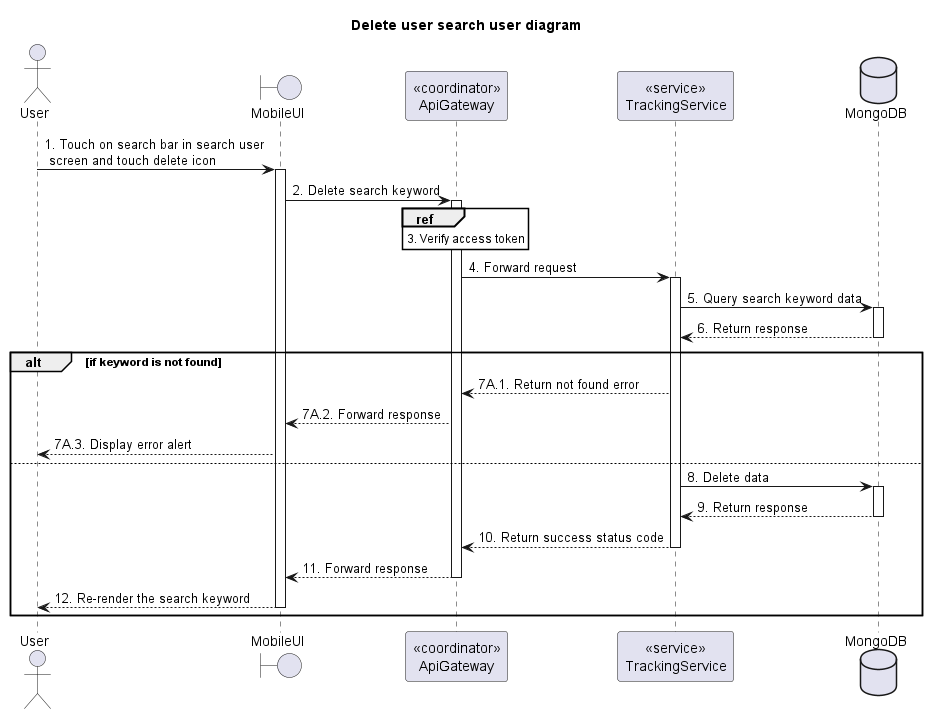 Delete user search user diagram
User
MobileUI
«coordinator»
ApiGateway
«service»
TrackingService
MongoDB
1. Touch on search bar in search user
screen and touch delete icon
2. Delete search keyword
ref
3. Verify access token
4. Forward request
5. Query search keyword data
6. Return response
alt
[if keyword is not found]
7A.1. Return not found error
7A.2. Forward response
7A.3. Display error alert
8. Delete data
9. Return response
10. Return success status code
11. Forward response
12. Re-render the search keyword
User
MobileUI
«coordinator»
ApiGateway
«service»
TrackingService
MongoDB